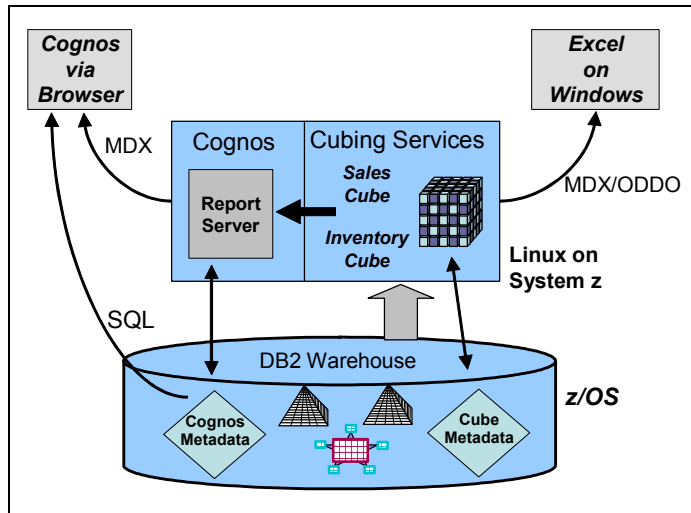 Cognos
via
Browser
Excel
on
Windows
MDX
Cognos
Cubing Services
Sales
Cube
Report
Server
Inventory
Cube
MDX/ODDO
Linux on
System z
SQL
DB2 Warehouse
z/OS
Cognos
Metadata
Cube
Metadata